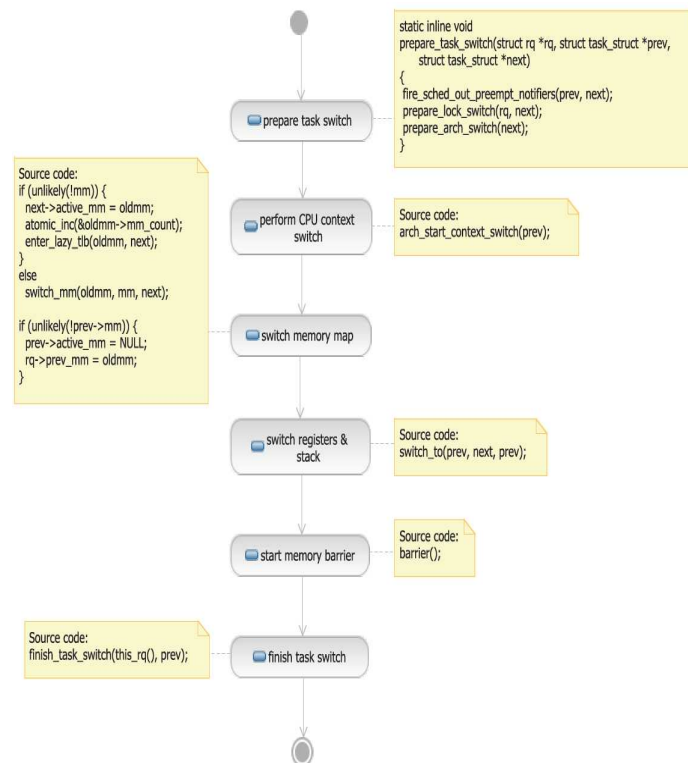 static inline void
prepare_task_switch(struct rq *rq, struct task_struct *prev,
struct task_struct *next)
{
fire_sched_out_preempt_notifiers(prev, next);
prepare_lock_switch(rq, next);
prepare_arch_switch(next);
}
prepare task switch
Source code:
if (unlikely(!mm)) {
next->active_mm = oldmm;
atomic_inc(&oldmm->mm_count);
enter_lazy_tlb(oldmm, next);
}
else
switch_mm(oldmm, mm, next);
if (unlikely(!prev->mm)) {
prev->active_mm = NULL;
rq->prev_mm = oldmm;
}
perform CPU context
switch
Source code:
arch_start_context_switch(prev);
switch memory map
switch registers &
stack
Source code:
switch_to(prev, next, prev);
start memory barrier
Source code:
barrier();
Source code:
finish_task_switch(this_rq(), prev);
finish task switch